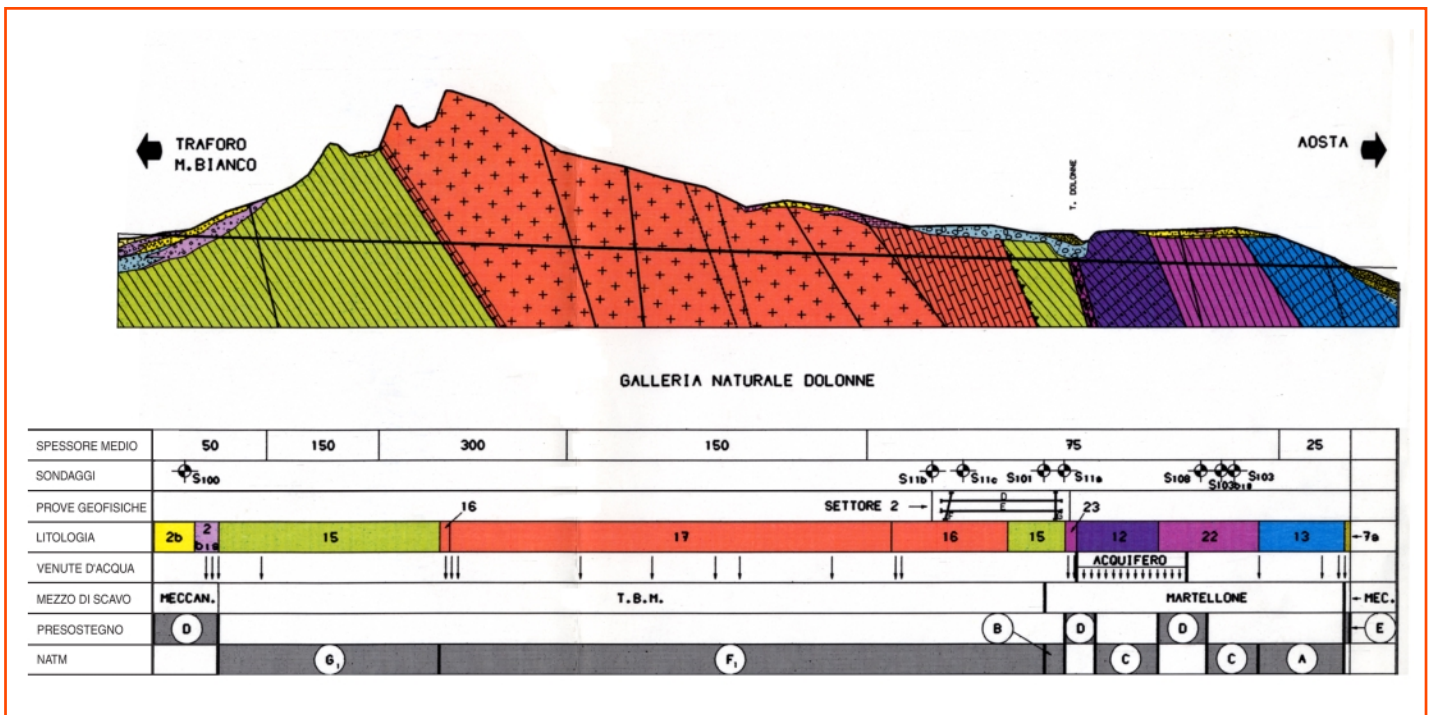 TRAFORO
M.BIANCO
AOSTA
T. DOLONNE
GALLERIA NATURALE DOLONNE
SPESSORE MEDIO 50 150 300 150 75 25
SONDAGGI S100 S11b S11c S101 S11a S108 S103bis S103
PROVE GEOFISICHE 16 SETTORE 2 D E 23
LITOLOGIA 2b 2 bis 15 17 16 15 12 22 13 7a
VENUTE D'ACQUA ACQUIFERO
MEZZO DI SCAVO MECCAN. T.B.M. MARTELLONE MEC.
PRESOSTEGNO D B D D E
NATM G1 F1 C C A